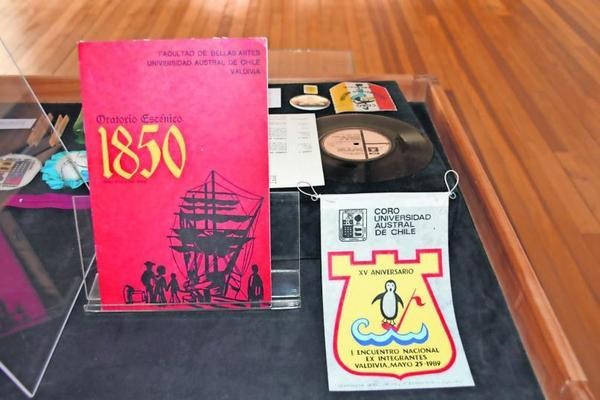 FACULTAD DE BELLAS ARTES
UNIVERSIDAD AUSTRAL DE CHILE
VALDIVIA
Oratorio Escénico
1850
CORO
UNIVERSIDAD
AUSTRAL
DE CHILE
XV ANIVERSARIO
I ENCUENTRO NACIONAL
EX INTEGRANTES
VALDIVIA, MAYO 25-1989